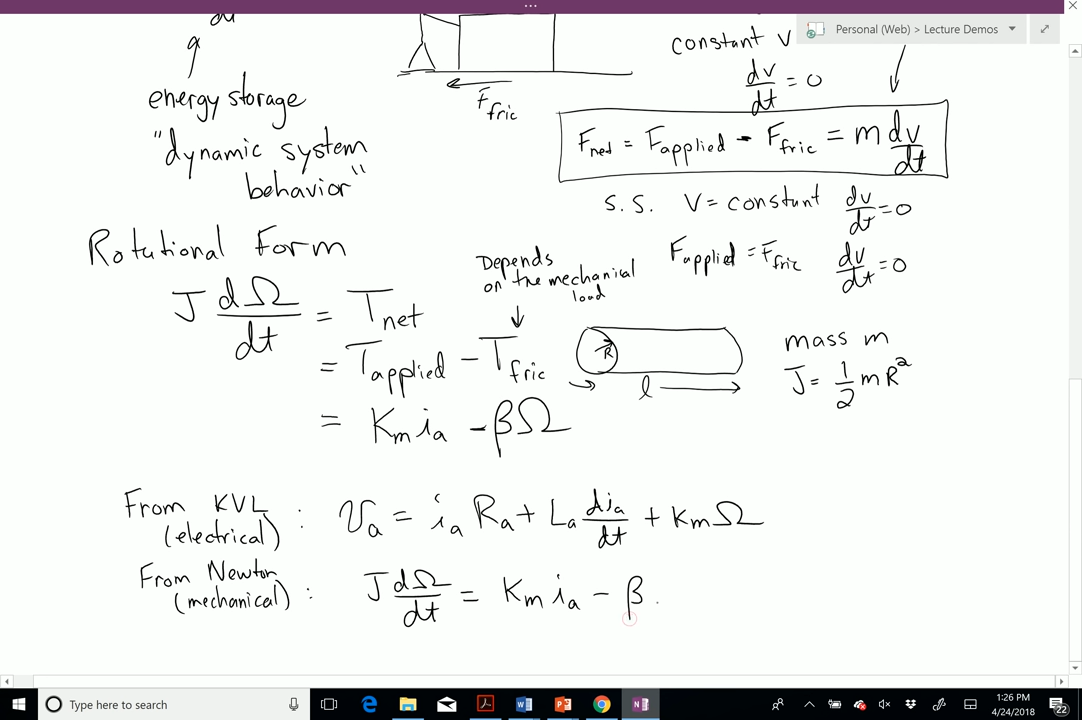 Personal (Web) > Lecture Demos
constant V
dv/dt = 0
F fric
energy storage
"dynamic system
behavior"
F_net = F_applied - F_fric = m dv/dt
S.S. V = constant dv/dt = 0
F_applied = F_fric dv/dt = 0
Rotational Form
Depends
on the mechanical
load
J dΩ/dt = T_net
= T_applied - T_fric
= K_m i_a - βΩ
R
l
mass m
J = 1/2 m R²
From KVL
(electrical) : V_a = i_a R_a + L_a di_a/dt + K_m Ω
From Newton
(mechanical) : J dΩ/dt = K_m i_a - β
Type here to search
1:26 PM
4/24/2018
22